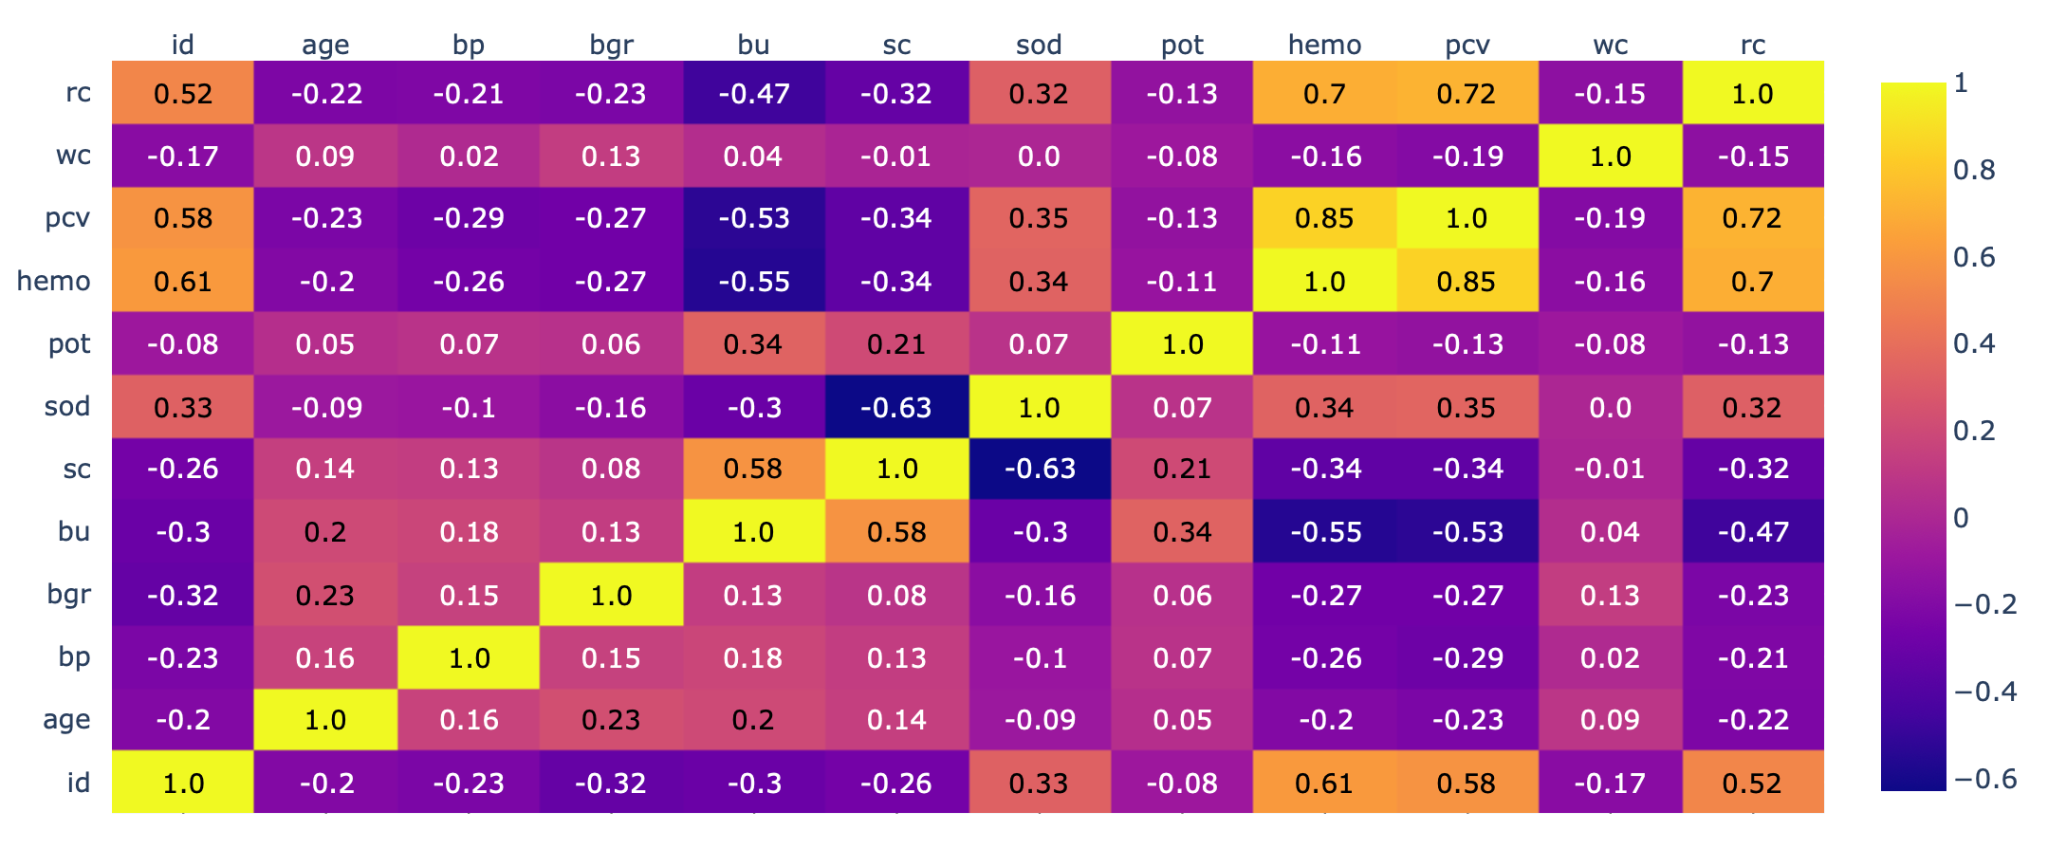 id age bp bgr bu sc sod pot hemo pcv wc rc
rc 0.52 -0.22 -0.21 -0.23 -0.47 -0.32 0.32 -0.13 0.7 0.72 -0.15 1.0
wc -0.17 0.09 0.02 0.13 0.04 -0.01 0.0 -0.08 -0.16 -0.19 1.0 -0.15
pcv 0.58 -0.23 -0.29 -0.27 -0.53 -0.34 0.35 -0.13 0.85 1.0 -0.19 0.72
hemo 0.61 -0.2 -0.26 -0.27 -0.55 -0.34 0.34 -0.11 1.0 0.85 -0.16 0.7
pot -0.08 0.05 0.07 0.06 0.34 0.21 0.07 1.0 -0.11 -0.13 -0.08 -0.13
sod 0.33 -0.09 -0.1 -0.16 -0.3 -0.63 1.0 0.07 0.34 0.35 0.0 0.32
sc -0.26 0.14 0.13 0.08 0.58 1.0 -0.63 0.21 -0.34 -0.34 -0.01 -0.32
bu -0.3 0.2 0.18 0.13 1.0 0.58 -0.3 0.34 -0.55 -0.53 0.04 -0.47
bgr -0.32 0.23 0.15 1.0 0.13 0.08 -0.16 0.06 -0.27 -0.27 0.13 -0.23
bp -0.23 0.16 1.0 0.15 0.18 0.13 -0.1 0.07 -0.26 -0.29 0.02 -0.21
age -0.2 1.0 0.16 0.23 0.2 0.14 -0.09 0.05 -0.2 -0.23 0.09 -0.22
id 1.0 -0.2 -0.23 -0.32 -0.3 -0.26 0.33 -0.08 0.61 0.58 -0.17 0.52
1
0.8
0.6
0.4
0.2
0
−0.2
−0.4
−0.6